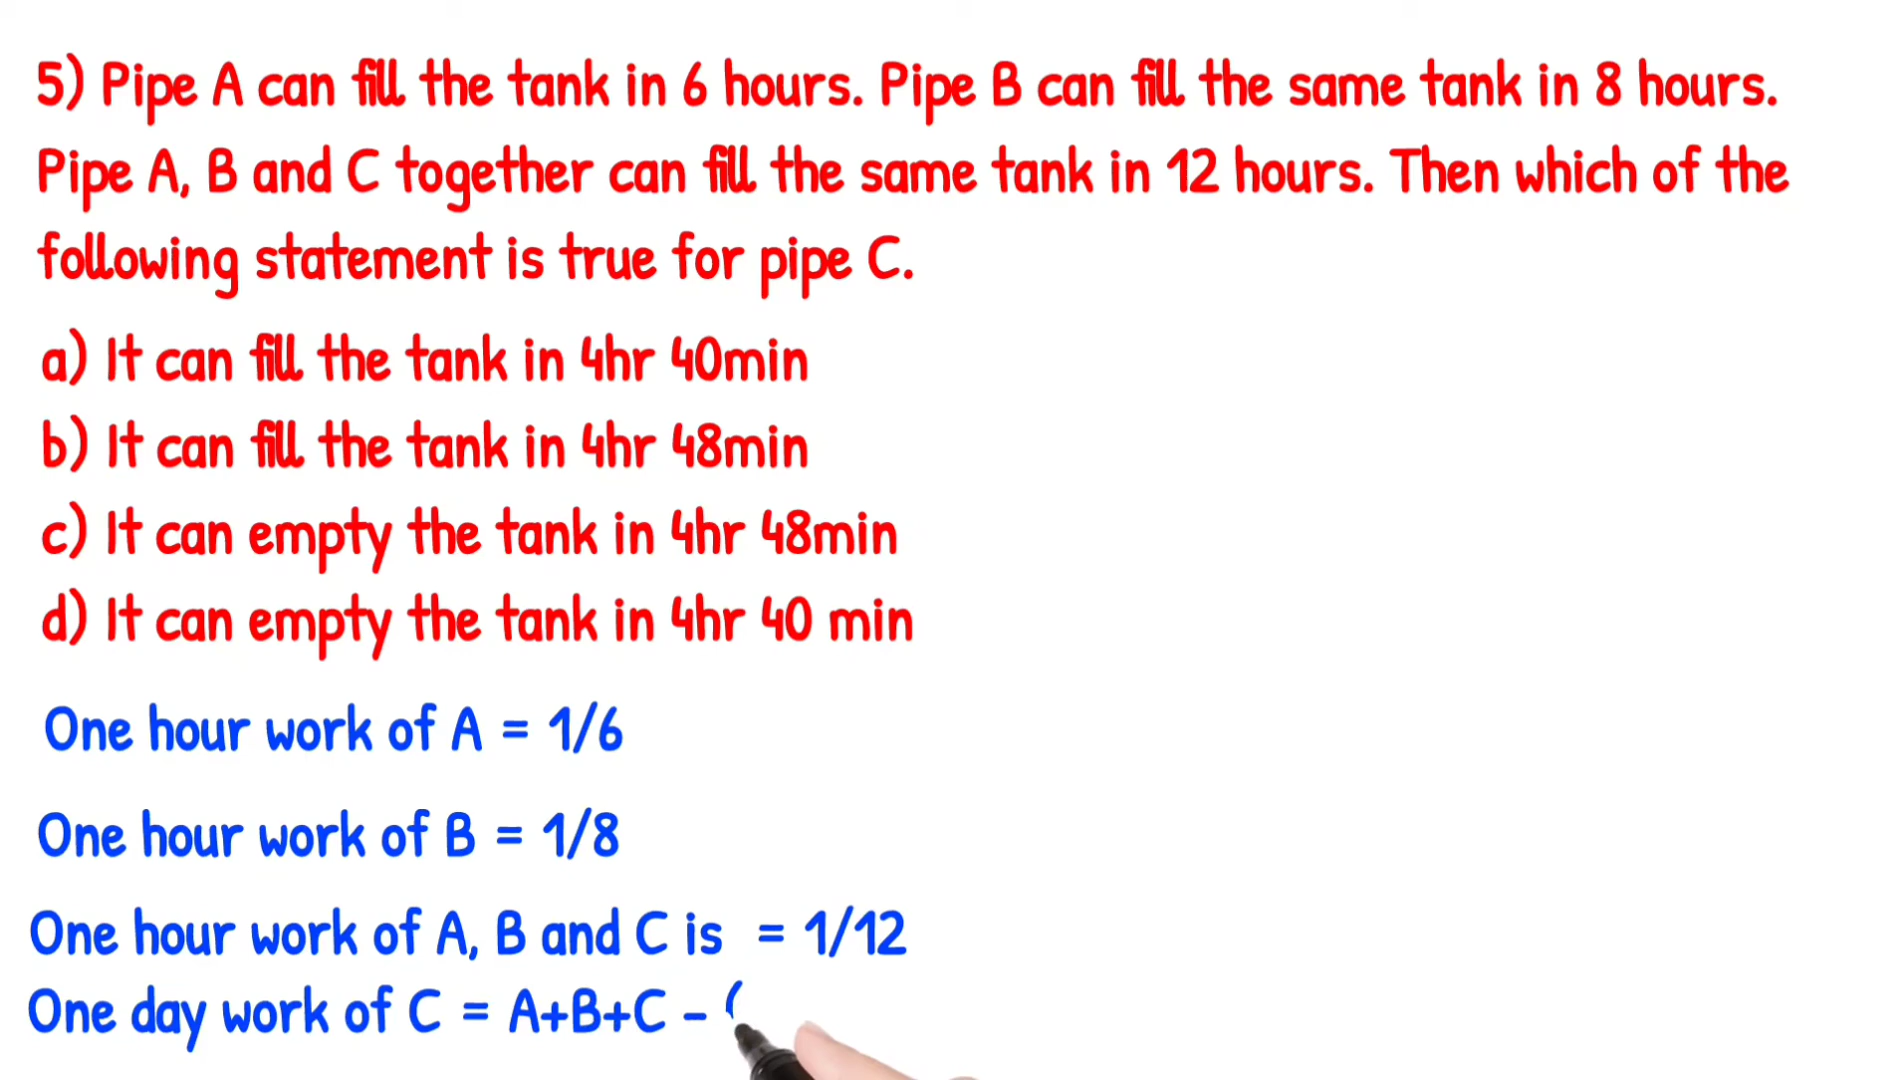 5) Pipe A can fill the tank in 6 hours. Pipe B can fill the same tank in 8 hours.
Pipe A, B and C together can fill the same tank in 12 hours. Then which of the
following statement is true for pipe C.
a) It can fill the tank in 4hr 40min
b) It can fill the tank in 4hr 48min
c) It can empty the tank in 4hr 48min
d) It can empty the tank in 4hr 40 min
One hour work of A = 1/6
One hour work of B = 1/8
One hour work of A, B and C is = 1/12
One day work of C = A+B+C - (